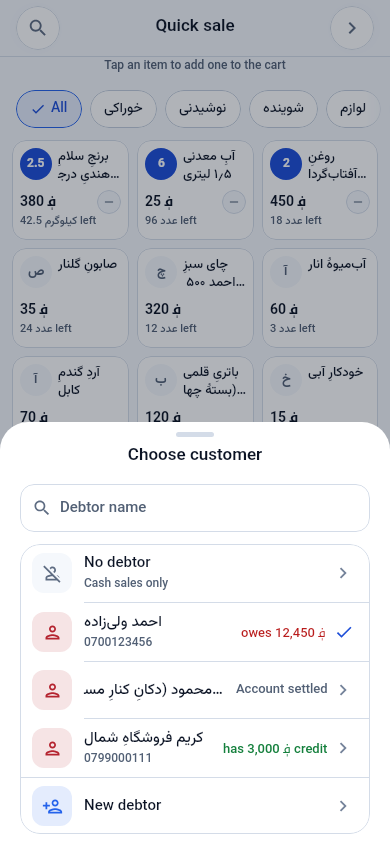 Quick sale
Tap an item to add one to the cart
All
خوراکی
نوشیدنی
شوینده
لوازم
2.5
برنجِ سلامِ
هندیِ درجـ…
380 ؋
42.5 کیلوگرم left
6
آبِ معدنی
۱٫۵ لیتری
25 ؋
96 عدد left
2
روغنِ
آفتاب‌گردا…
450 ؋
18 عدد left
ص
صابونِ گلنار
35 ؋
24 عدد left
چ
چای سبزِ
احمد ۵۰۰…
320 ؋
12 عدد left
آ
آب‌میوهٔ انار
60 ؋
3 عدد left
آ
آردِ گندمِ
کابل
70 ؋
ب
باتریِ قلمی
(بستهٔ چها…
120 ؋
خ
خودکارِ آبی
15 ؋
Choose customer
Debtor name
No debtor
Cash sales only
احمد ولی‌زاده
0700123456
owes 12,450 ؋
محمود (دکانِ کنارِ مسـ…
Account settled
کریم فروشگاهِ شمال
0799000111
has 3,000 ؋ credit
New debtor